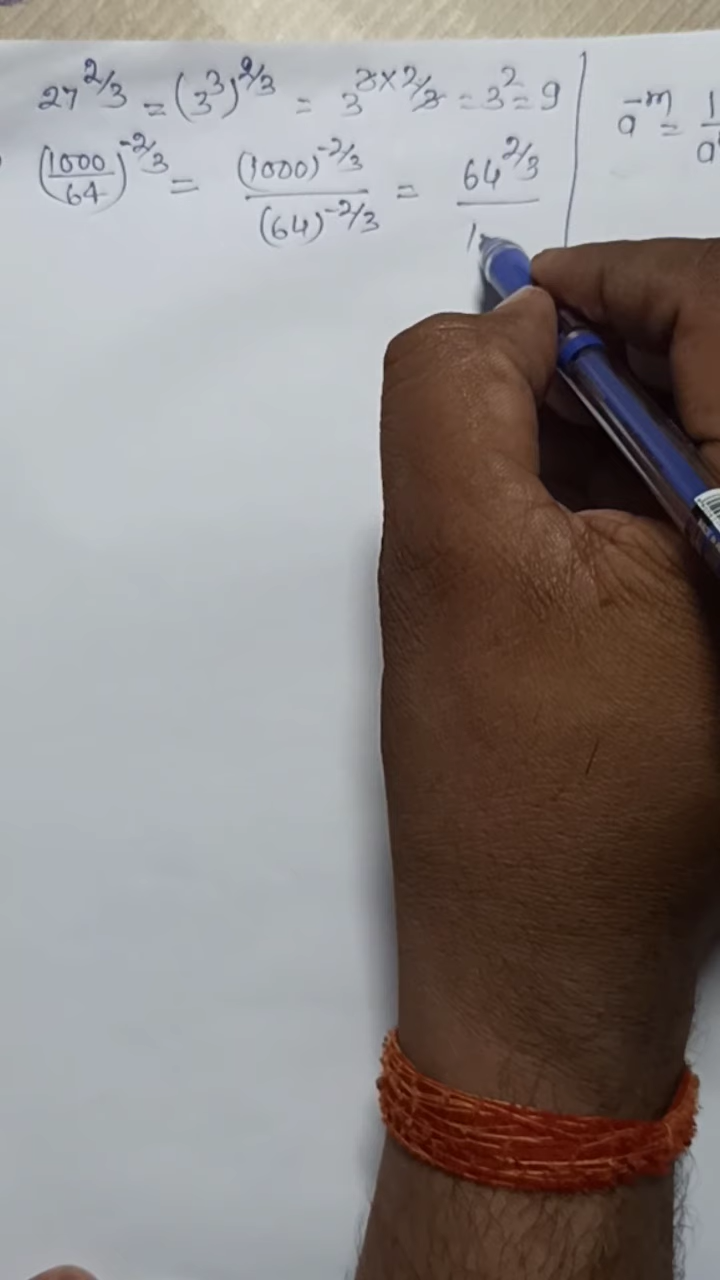 27^2/3 = (3^3)^2/3 = 3^3×2/3 = 3^2 = 9
(1000/64)^-2/3 = (1000)^-2/3 / (64)^-2/3 = 64^2/3 / 1
a^-m = 1/a